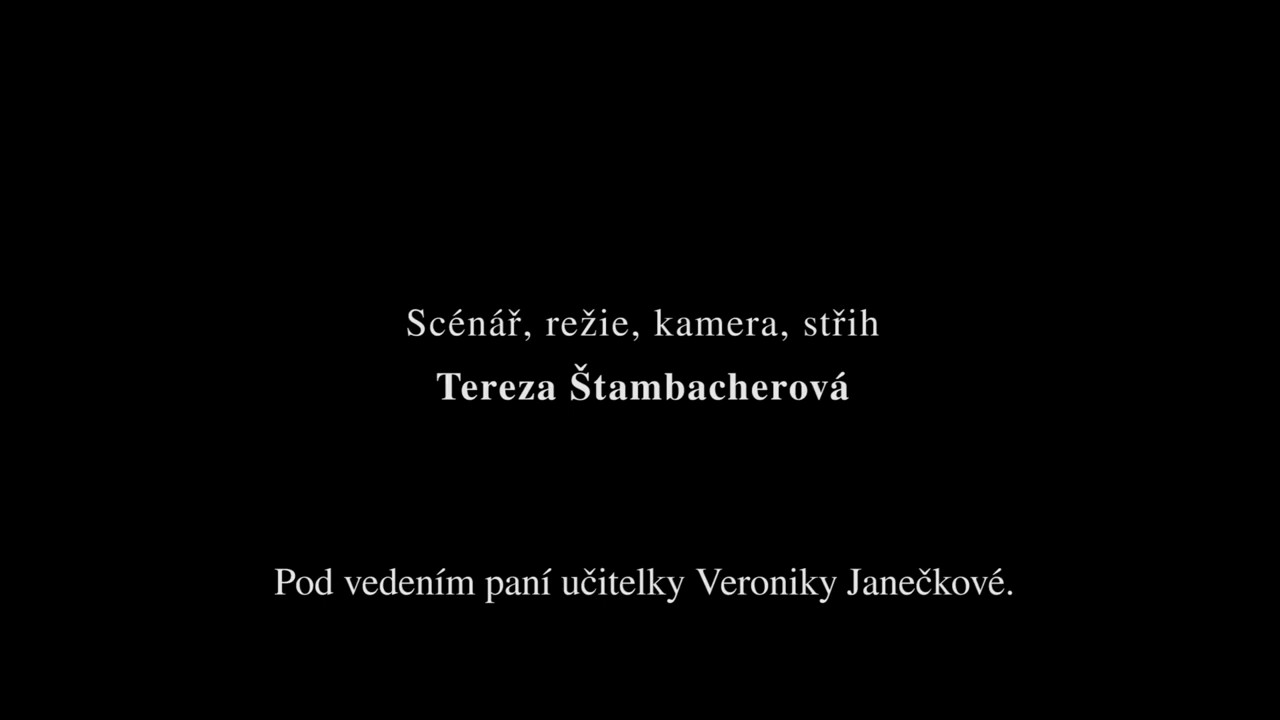 Scénář, režie, kamera, střih
Tereza Štambacherová
Pod vedením paní učitelky Veroniky Janečkové.